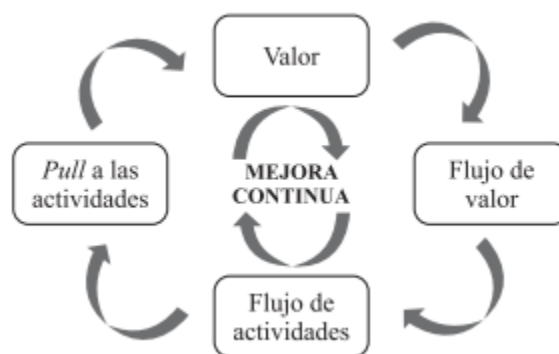 Valor
Pull a las
actividades
MEJORA
CONTINUA
Flujo de
valor
Flujo de
actividades